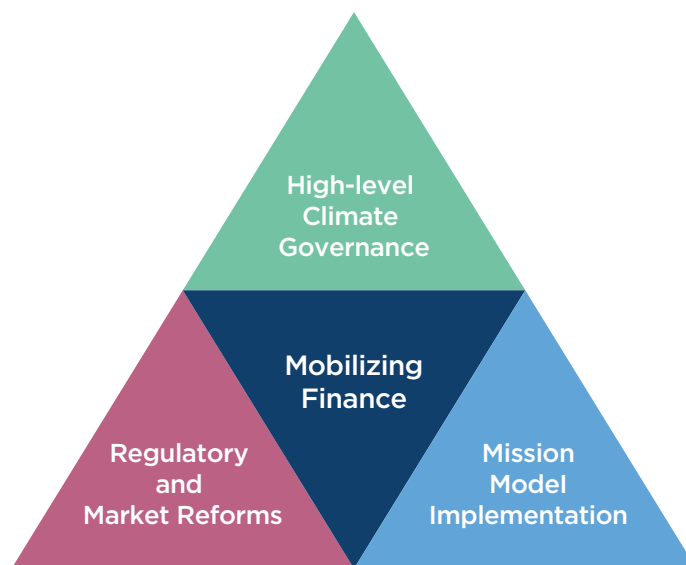 High-level
Climate
Governance
Mobilizing
Finance
Regulatory
and
Market Reforms
Mission
Model
Implementation